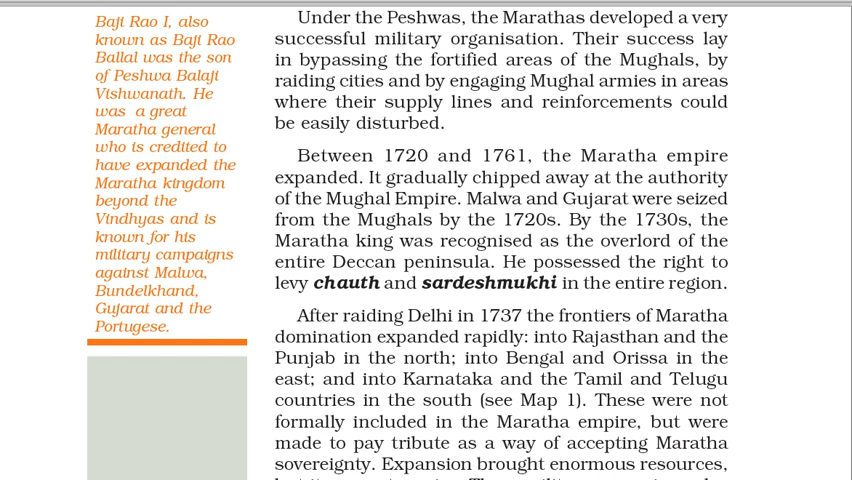 Baji Rao I, also
known as Baji Rao
Ballal was the son
of Peshwa Balaji
Vishwanath. He
was a great
Maratha general
who is credited to
have expanded the
Maratha kingdom
beyond the
Vindhyas and is
known for his
military campaigns
against Malwa,
Bundelkhand,
Gujarat and the
Portugese.
Under the Peshwas, the Marathas developed a very
successful military organisation. Their success lay
in bypassing the fortified areas of the Mughals, by
raiding cities and by engaging Mughal armies in areas
where their supply lines and reinforcements could
be easily disturbed.
Between 1720 and 1761, the Maratha empire
expanded. It gradually chipped away at the authority
of the Mughal Empire. Malwa and Gujarat were seized
from the Mughals by the 1720s. By the 1730s, the
Maratha king was recognised as the overlord of the
entire Deccan peninsula. He possessed the right to
levy chauth and sardeshmukhi in the entire region.
After raiding Delhi in 1737 the frontiers of Maratha
domination expanded rapidly: into Rajasthan and the
Punjab in the north; into Bengal and Orissa in the
east; and into Karnataka and the Tamil and Telugu
countries in the south (see Map 1). These were not
formally included in the Maratha empire, but were
made to pay tribute as a way of accepting Maratha
sovereignty. Expansion brought enormous resources,